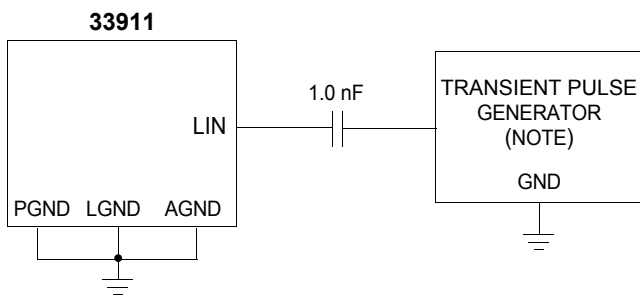 33911
1.0 nF
LIN
TRANSIENT PULSE
GENERATOR
(NOTE)
GND
PGND LGND AGND